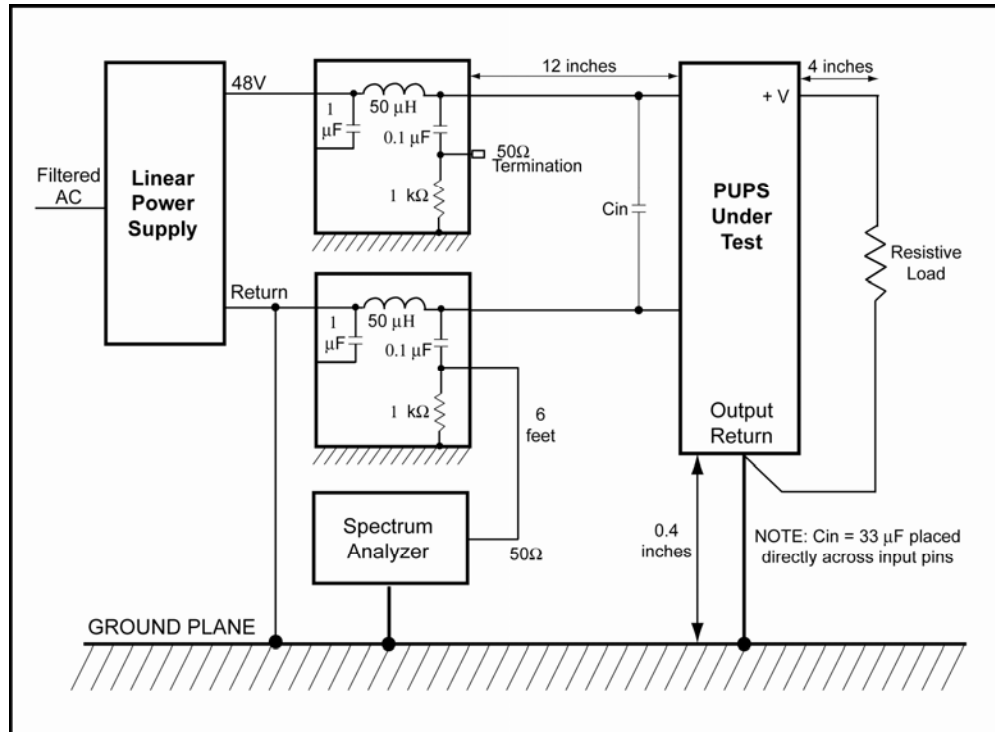 12 inches
4 inches
48V
1
µF
50 µH
0.1 µF
1 kΩ
50Ω
Termination
Filtered
AC
Linear
Power
Supply
Return
1
µF
50 µH
0.1 µF
1 kΩ
Cin
+ V
PUPS
Under
Test
Output
Return
Resistive
Load
6
feet
Spectrum
Analyzer
50Ω
0.4
inches
NOTE: Cin = 33 µF placed
directly across input pins
GROUND PLANE